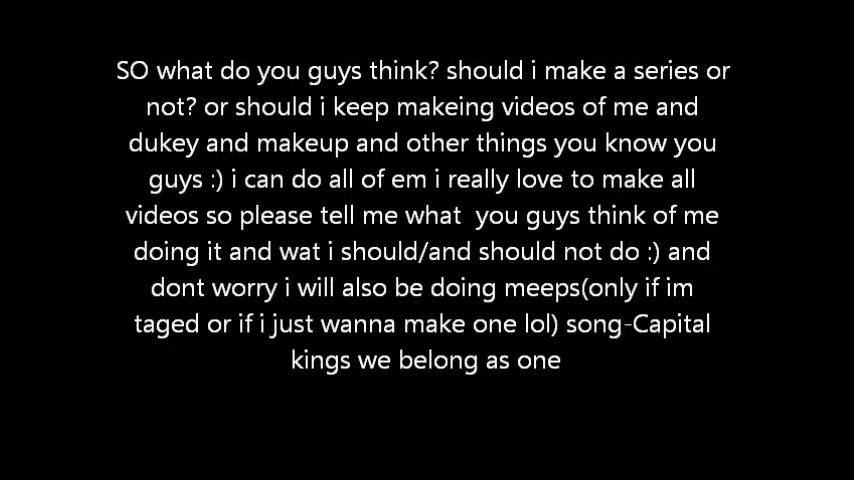 SO what do you guys think? should i make a series or
not? or should i keep makeing videos of me and
dukey and makeup and other things you know you
guys :) i can do all of em i really love to make all
videos so please tell me what  you guys think of me
doing it and wat i should/and should not do :) and
dont worry i will also be doing meeps(only if im
taged or if i just wanna make one lol) song-Capital
kings we belong as one